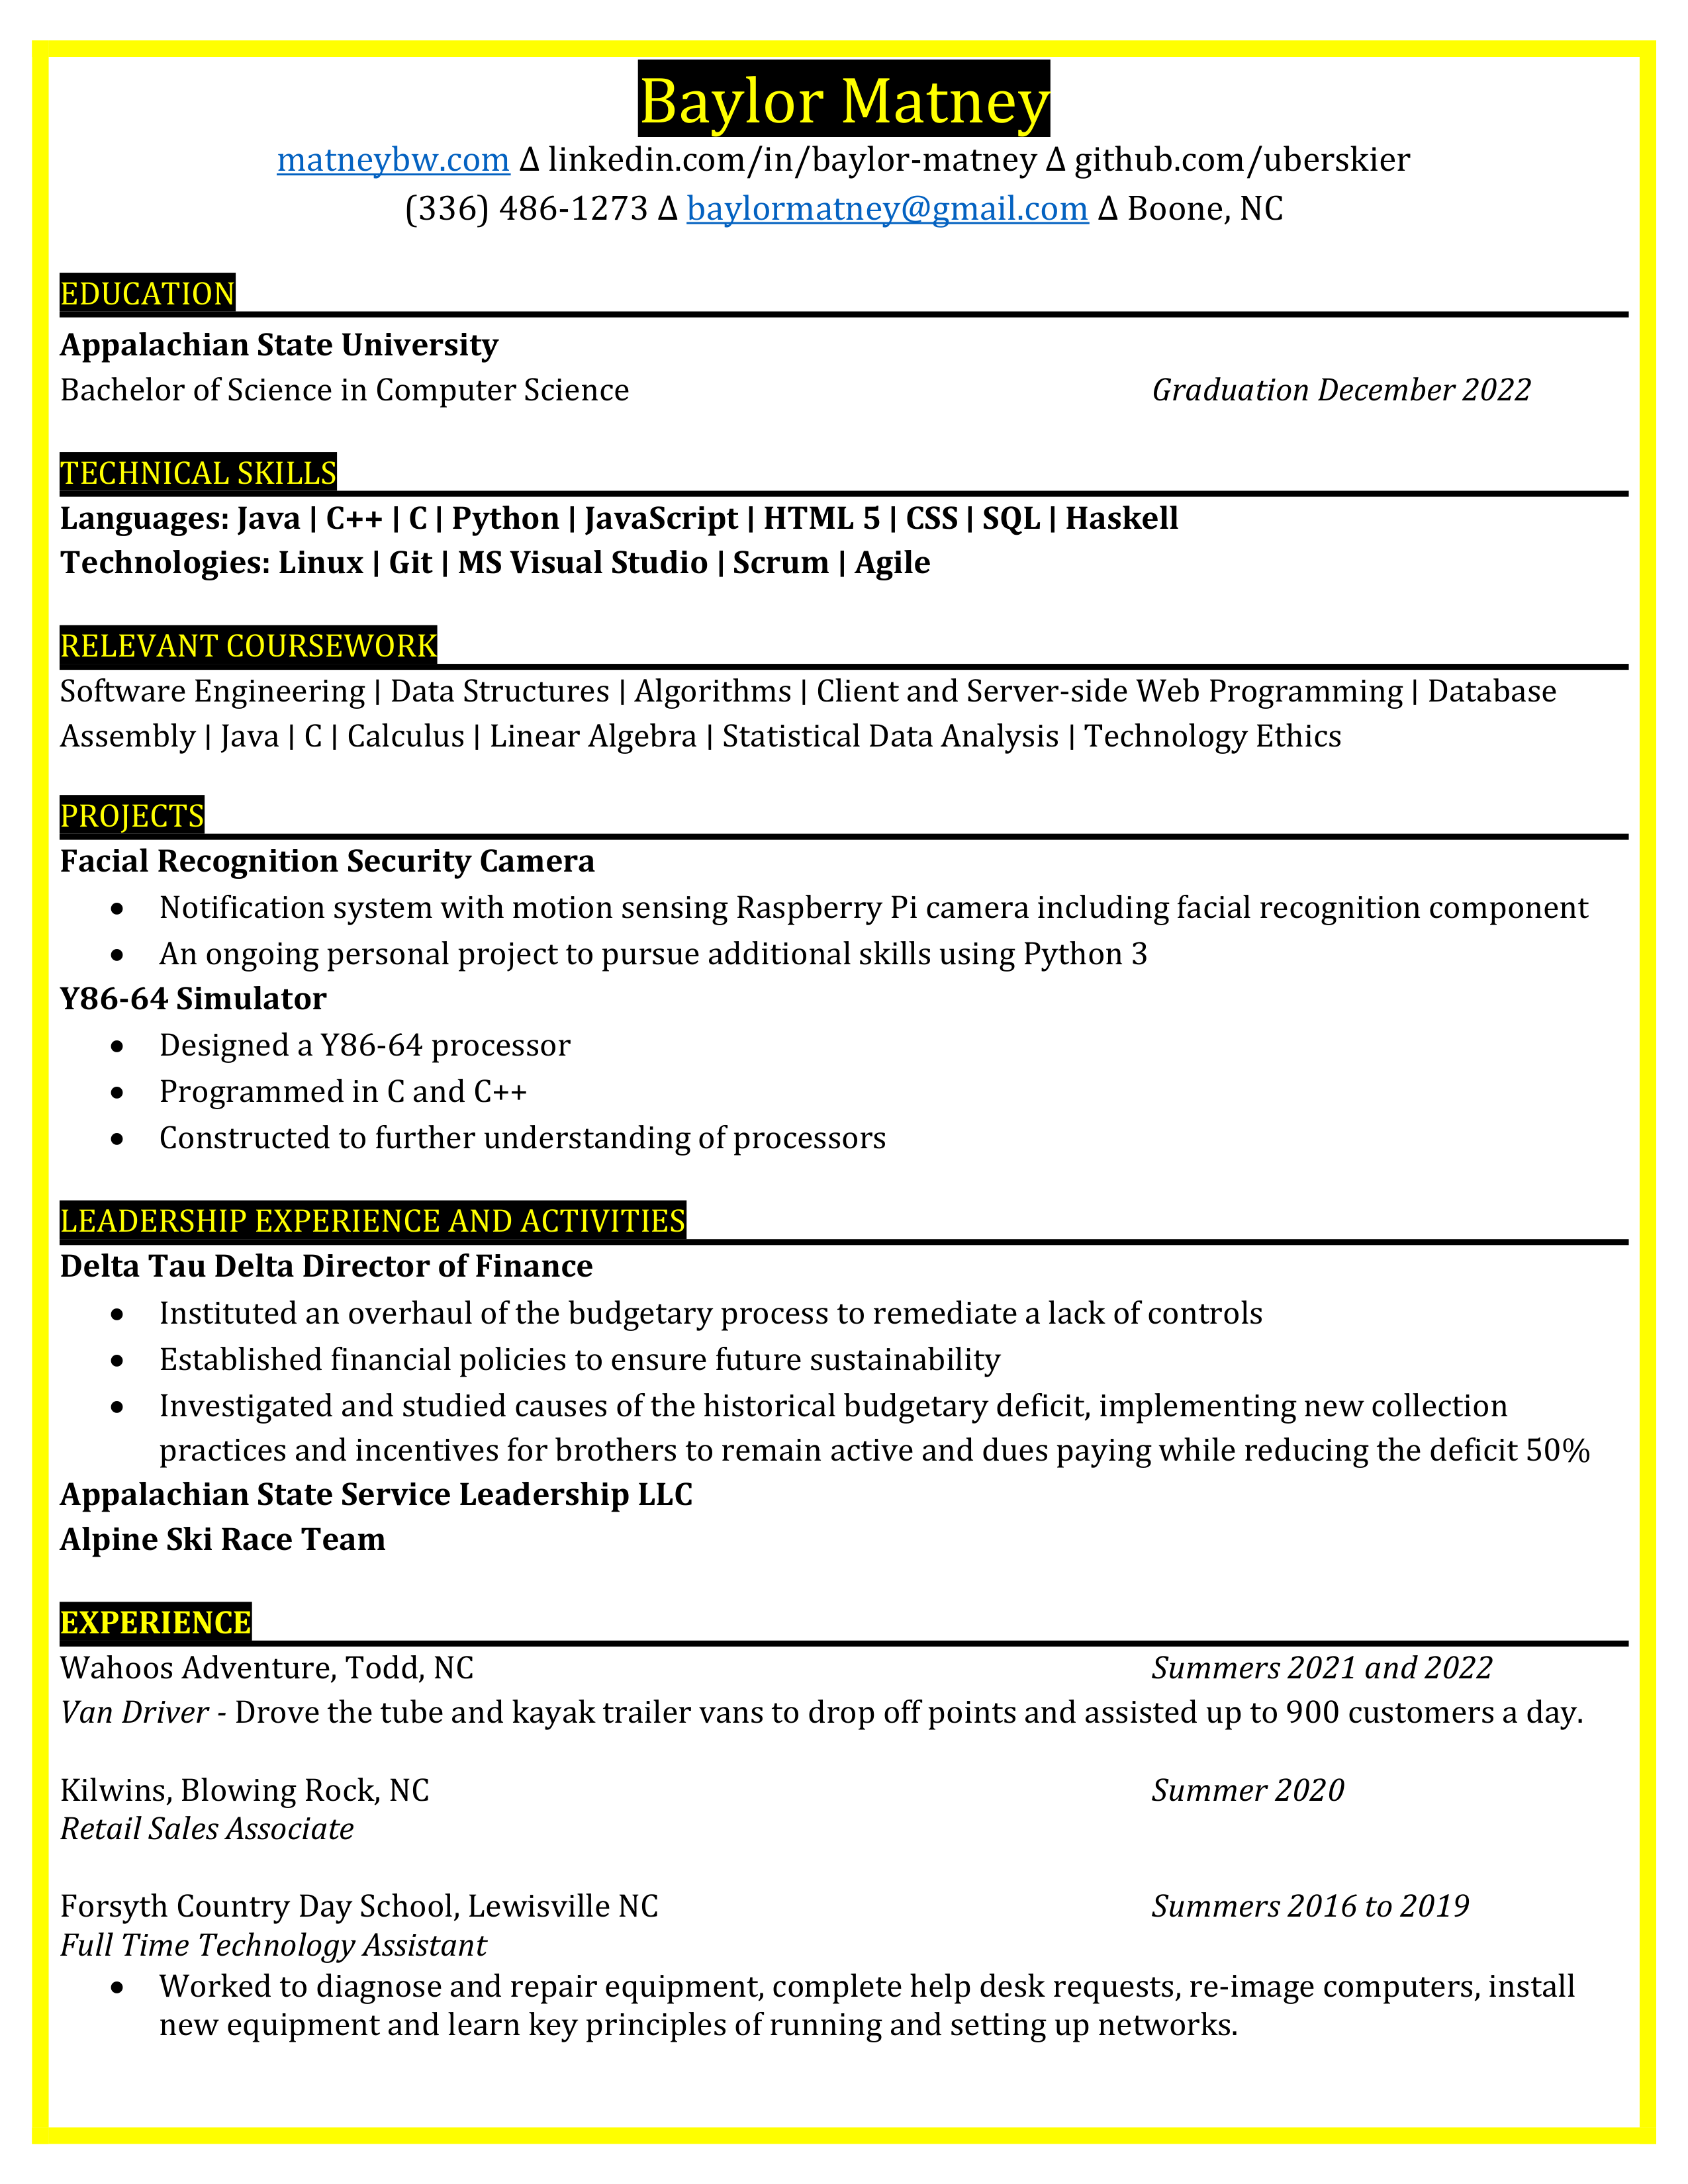 Baylor Matney
matneybw.com Δ linkedin.com/in/baylor-matney Δ github.com/uberskier
(336) 486-1273 Δ baylormatney@gmail.com Δ Boone, NC
EDUCATION
Appalachian State University
Bachelor of Science in Computer Science Graduation December 2022
TECHNICAL SKILLS
Languages: Java | C++ | C | Python | JavaScript | HTML 5 | CSS | SQL | Haskell
Technologies: Linux | Git | MS Visual Studio | Scrum | Agile
RELEVANT COURSEWORK
Software Engineering | Data Structures | Algorithms | Client and Server-side Web Programming | Database
Assembly | Java | C | Calculus | Linear Algebra | Statistical Data Analysis | Technology Ethics
PROJECTS
Facial Recognition Security Camera
• Notification system with motion sensing Raspberry Pi camera including facial recognition component
• An ongoing personal project to pursue additional skills using Python 3
Y86-64 Simulator
• Designed a Y86-64 processor
• Programmed in C and C++
• Constructed to further understanding of processors
LEADERSHIP EXPERIENCE AND ACTIVITIES
Delta Tau Delta Director of Finance
• Instituted an overhaul of the budgetary process to remediate a lack of controls
• Established financial policies to ensure future sustainability
• Investigated and studied causes of the historical budgetary deficit, implementing new collection
practices and incentives for brothers to remain active and dues paying while reducing the deficit 50%
Appalachian State Service Leadership LLC
Alpine Ski Race Team
EXPERIENCE
Wahoos Adventure, Todd, NC Summers 2021 and 2022
Van Driver - Drove the tube and kayak trailer vans to drop off points and assisted up to 900 customers a day.
Kilwins, Blowing Rock, NC Summer 2020
Retail Sales Associate
Forsyth Country Day School, Lewisville NC Summers 2016 to 2019
Full Time Technology Assistant
• Worked to diagnose and repair equipment, complete help desk requests, re-image computers, install
new equipment and learn key principles of running and setting up networks.